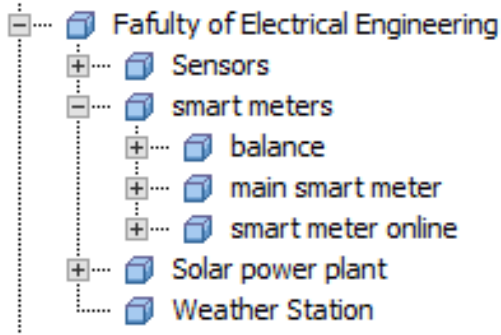 Fafulty of Electrical Engineering
Sensors
smart meters
balance
main smart meter
smart meter online
Solar power plant
Weather Station